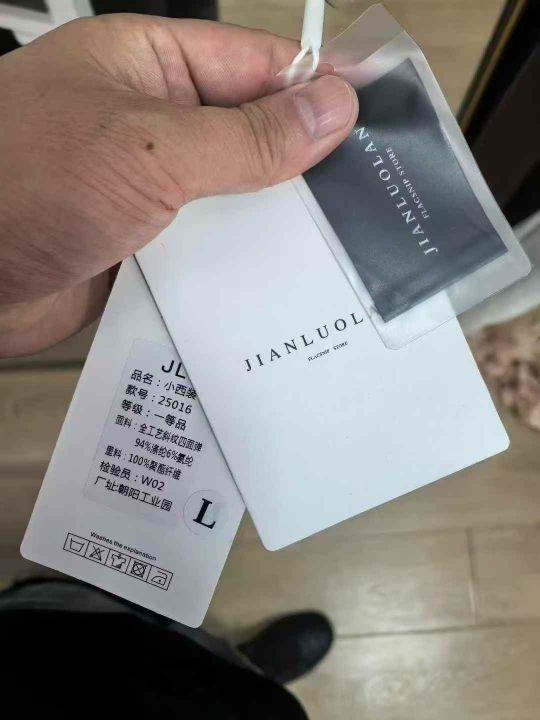 JIANLUOLAN
FLAGSNIP STORE
JIANLUOL
FLAGSNIP STORE
JL
品名：小西装
款号：25016
等级：一等品
面料：全工艺斜纹四面弹
94%涤纶6%氨纶
里料：100%聚酯纤维
检验员：W02
厂址：朝阳工业园
L
Washes the explanation